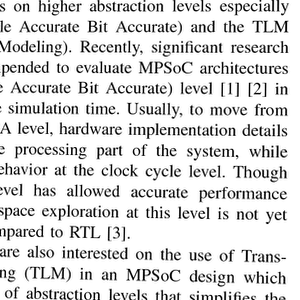 s on higher abstraction levels especially
le Accurate Bit Accurate) and the TLM
Modeling). Recently, significant research
pended to evaluate MPSoC architectures
e Accurate Bit Accurate) level [1] [2] in
e simulation time. Usually, to move from
A level, hardware implementation details
e processing part of the system, while
ehavior at the clock cycle level. Though
evel has allowed accurate performance
space exploration at this level is not yet
mpared to RTL [3].
are also interested on the use of Trans-
ng (TLM) in an MPSoC design which
of abstraction levels that simplifies the